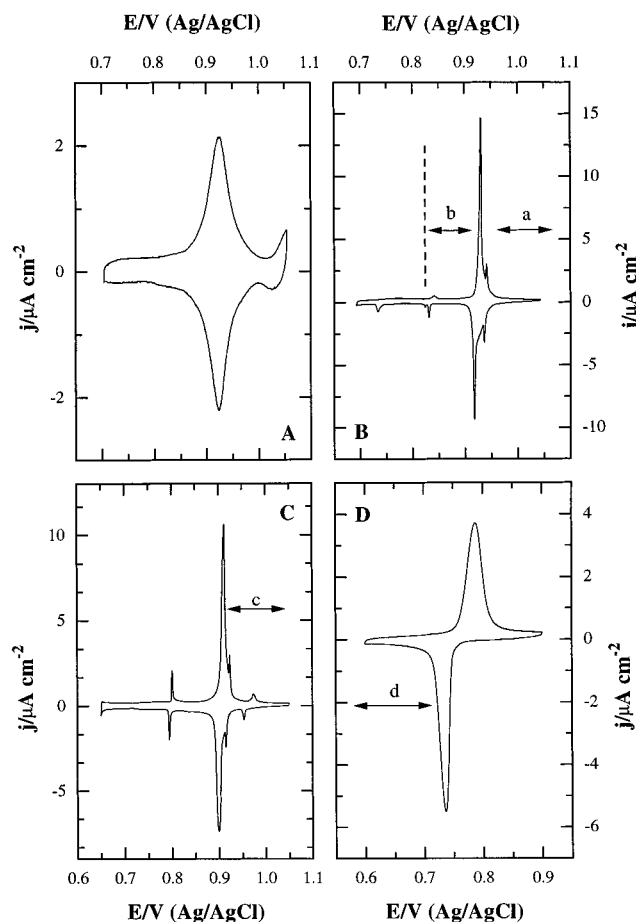 E/V (Ag/AgCl)
0.7 0.8 0.9 1.0 1.1
2
0
-2
j/μA cm⁻²
A
E/V (Ag/AgCl)
0.7 0.8 0.9 1.0 1.1
15
10
5
0
-5
-10
j/μA cm⁻²
b
a
B
C
10
5
0
-5
j/μA cm⁻²
c
0.6 0.7 0.8 0.9 1.0 1.1
E/V (Ag/AgCl)
D
4
2
0
-2
-4
-6
j/μA cm⁻²
d
0.7 0.8 0.9
E/V (Ag/AgCl)